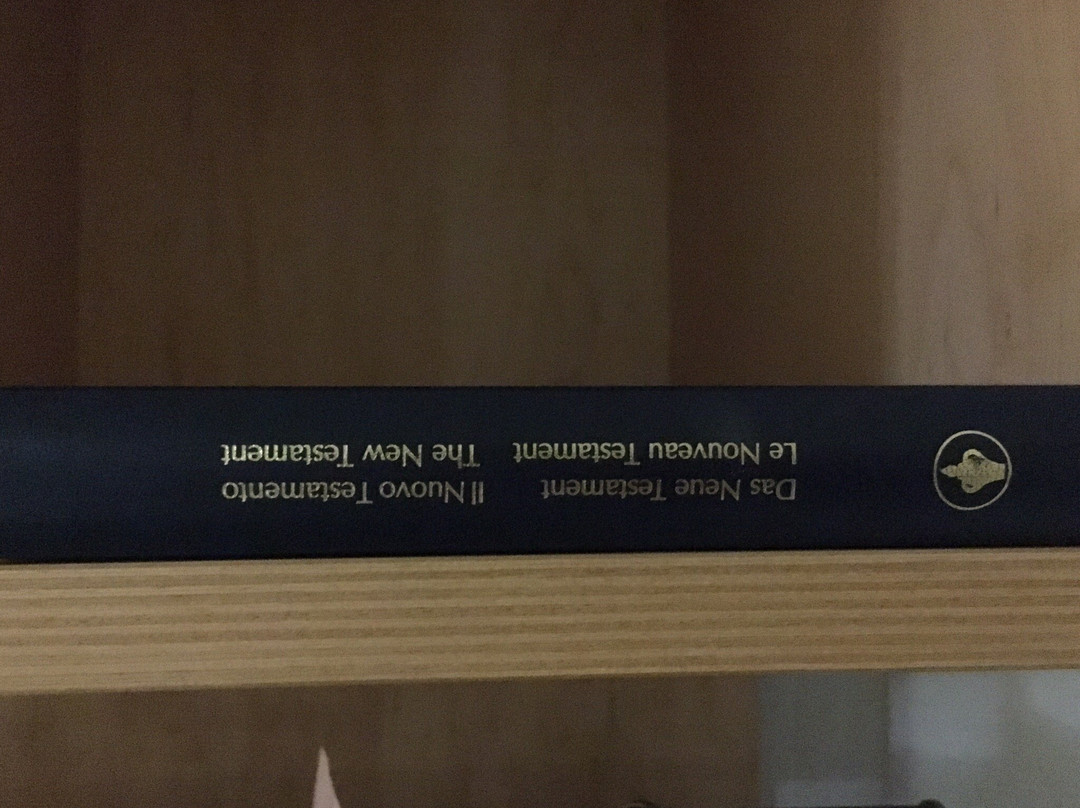 Das Neue Testament
Le Nouveau Testament
Il Nuovo Testamento
The New Testament